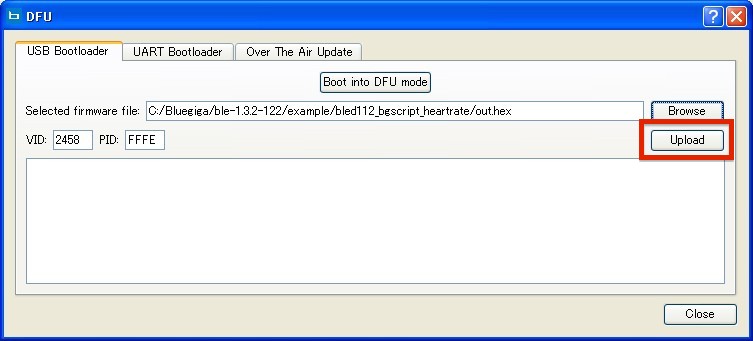 DFU
USB Bootloader UART Bootloader Over The Air Update
Boot into DFU mode
Selected firmware file: C:/Bluegiga/ble-1.3.2-122/example/bled112_bgscript_heartrate/out.hex Browse
VID: 2458 PID: FFFE Upload
Close